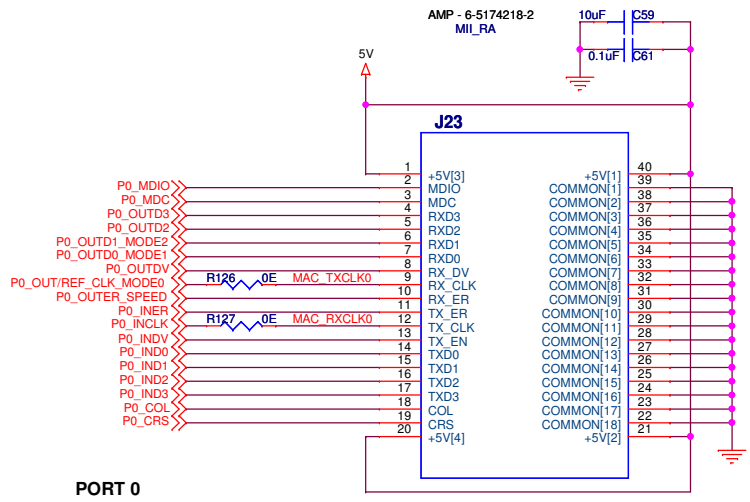 AMP - 6-5174218-2
MII_RA
10uF C59
0.1uF C61
5V
J23
1 +5V[3] +5V[1] 40
P0_MDIO 2 MDIO COMMON[1] 39
P0_MDC 3 MDC COMMON[2] 38
P0_OUTD3 4 RXD3 COMMON[3] 37
P0_OUTD2 5 RXD2 COMMON[4] 36
P0_OUTD1_MODE2 6 RXD1 COMMON[5] 35
P0_OUTD0_MODE1 7 RXD0 COMMON[6] 34
P0_OUTDV 8 RX_DV COMMON[7] 33
P0_OUT/REF_CLK_MODE0 R126 0E MAC_TXCLK0 9 RX_CLK COMMON[8] 32
P0_OUTER_SPEED 10 RX_ER COMMON[9] 31
P0_INER 11 TX_ER COMMON[10] 30
P0_INCLK R127 0E MAC_RXCLK0 12 TX_CLK COMMON[11] 29
P0_INDV 13 TX_EN COMMON[12] 28
P0_IND0 14 TXD0 COMMON[13] 27
P0_IND1 15 TXD1 COMMON[14] 26
P0_IND2 16 TXD2 COMMON[15] 25
P0_IND3 17 TXD3 COMMON[16] 24
P0_COL 18 COL COMMON[17] 23
P0_CRS 19 CRS COMMON[18] 22
20 +5V[4] +5V[2] 21
PORT 0